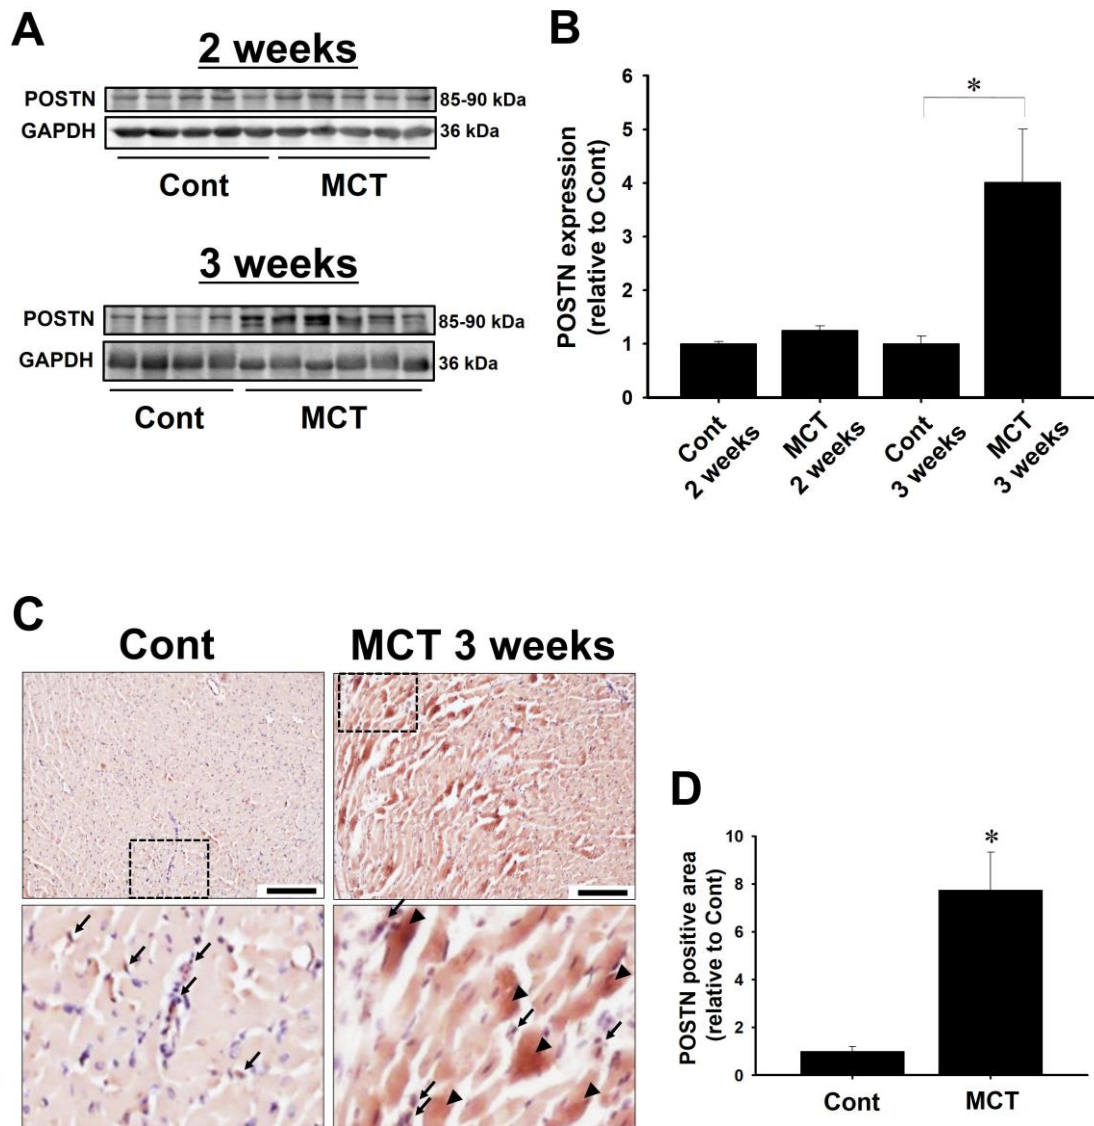 A
2 weeks
POSTN
85-90 kDa
GAPDH
36 kDa
Cont
MCT
3 weeks
POSTN
85-90 kDa
GAPDH
36 kDa
Cont
MCT
B
POSTN expression
(relative to Cont)
6
5
4
3
2
1
0
*
Cont
2 weeks
MCT
2 weeks
Cont
3 weeks
MCT
3 weeks
C
Cont
MCT 3 weeks
D
POSTN positive area
(relative to Cont)
10
8
6
4
2
0
*
Cont
MCT